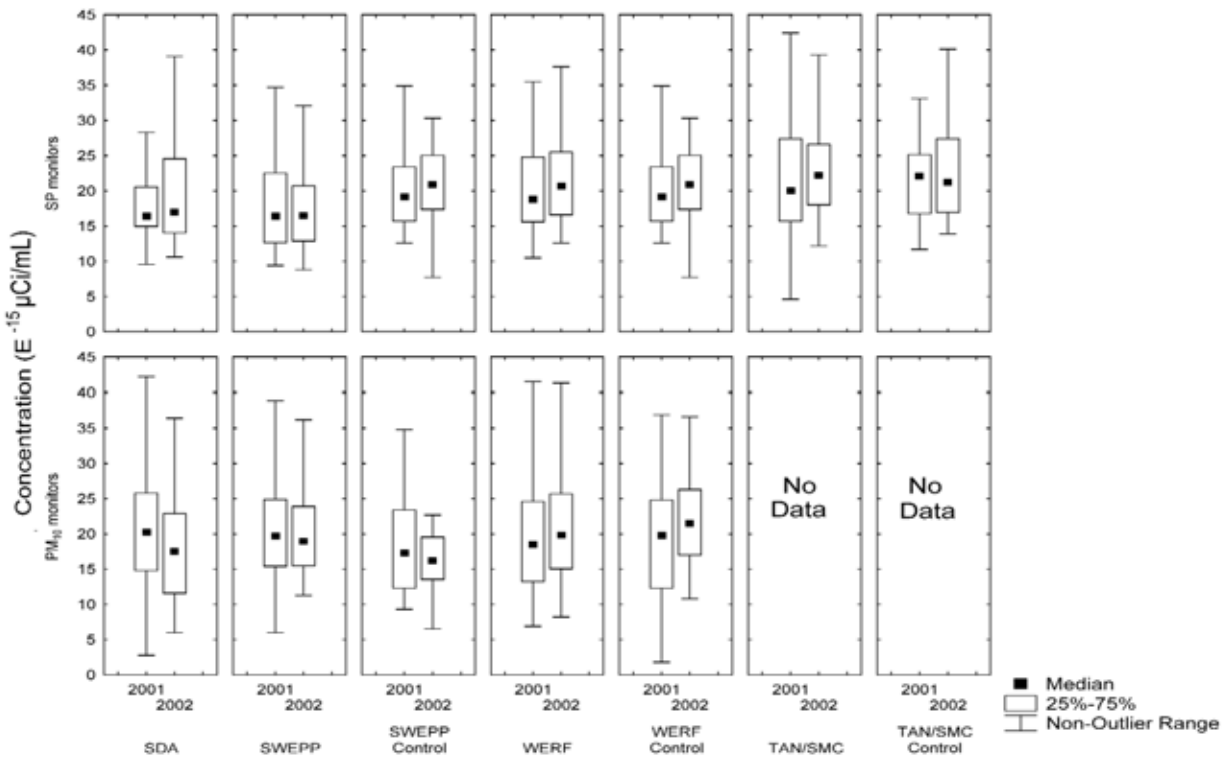 Concentration (E -15 µCi/mL)
SP monitors
45
40
35
30
25
20
15
10
5
0
PM10 monitors
45
40
35
30
25
20
15
10
5
0
No
Data
No
Data
2001 2002
2001 2002
2001 2002
2001 2002
2001 2002
2001 2002
2001 2002
SDA
SWEPP
SWEPP
Control
WERF
WERF
Control
TAN/SMC
TAN/SMC
Control
Median
25%-75%
Non-Outlier Range